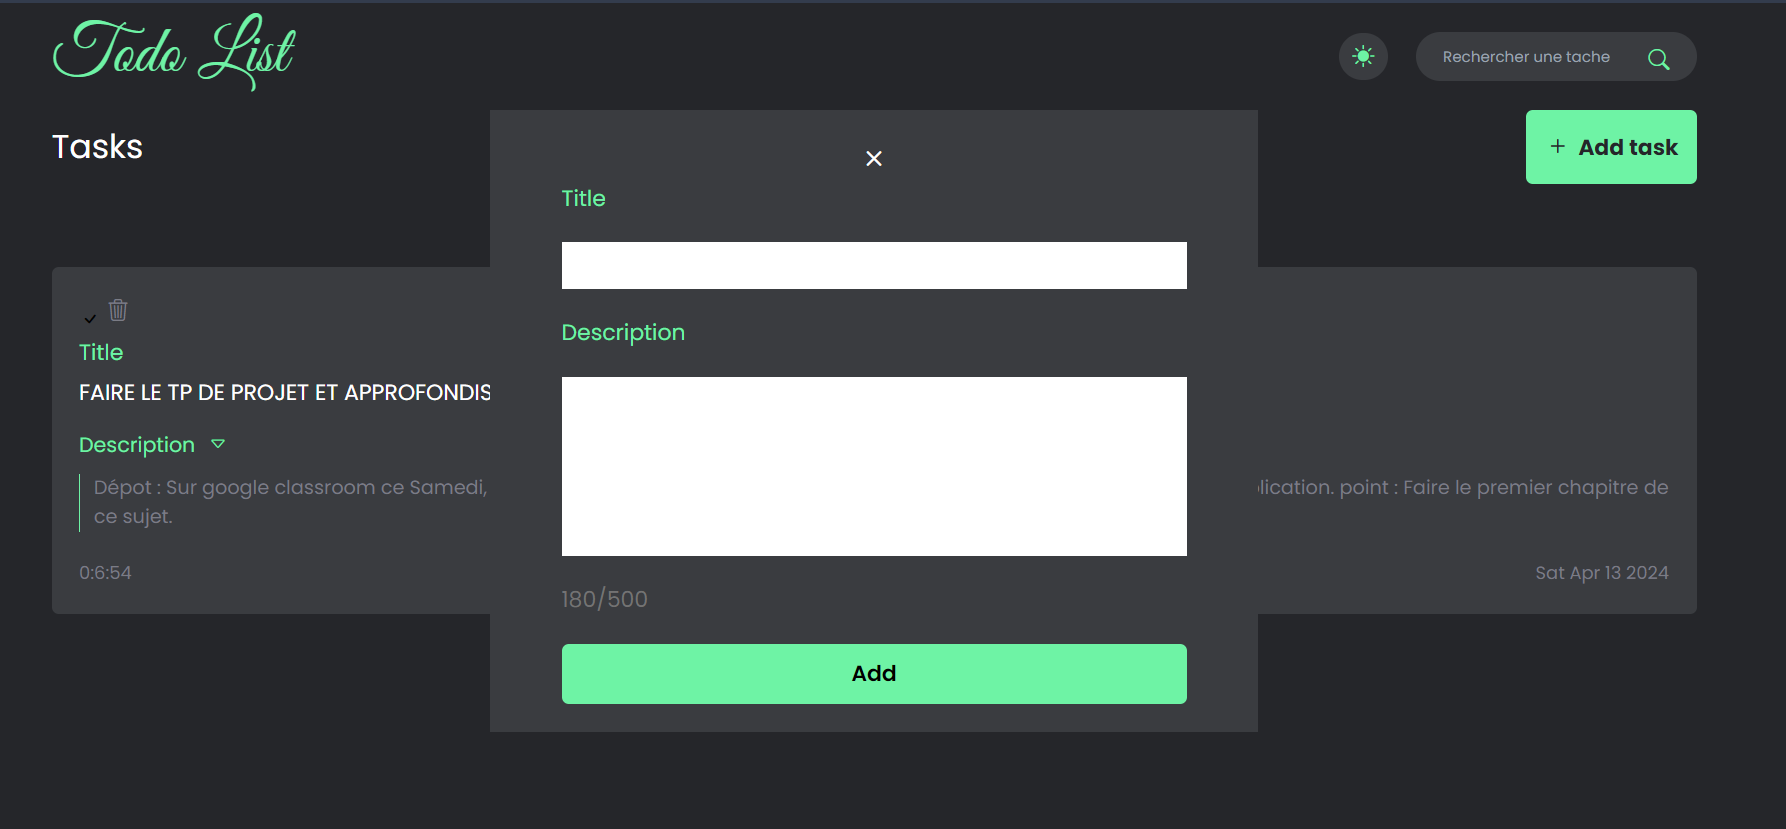 Todo List
Rechercher une tache
Tasks
+ Add task
Title
Description
180/500
Add
Title
FAIRE LE TP DE PROJET ET APPROFONDIS
Description
Dépot : Sur google classroom ce Samedi,
point : Faire le premier chapitre de
ce sujet.
0:6:54
Sat Apr 13 2024